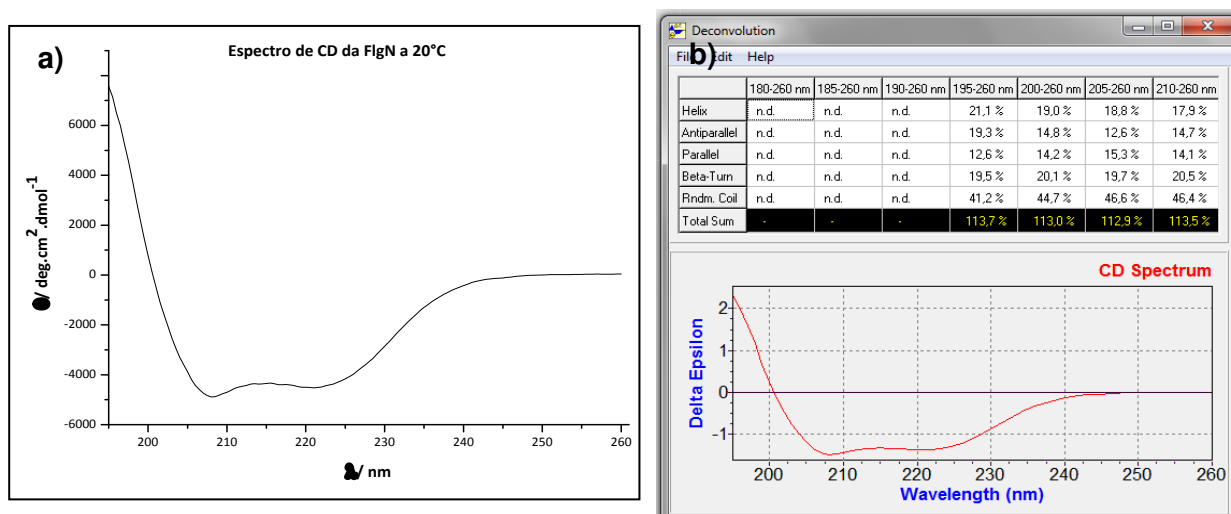 a)
Espectro de CD da FlgN a 20°C
6000
4000
2000
0
-2000
-4000
-6000
/ deg.cm².dmol⁻¹
200 210 220 230 240 250 260
/ nm
b)
Deconvolution
File Edit Help
180-260 nm 185-260 nm 190-260 nm 195-260 nm 200-260 nm 205-260 nm 210-260 nm
Helix n.d. n.d. n.d. 21,1 % 19,0 % 18,8 % 17,9 %
Antiparallel n.d. n.d. n.d. 19,3 % 14,8 % 12,6 % 14,7 %
Parallel n.d. n.d. n.d. 12,6 % 14,2 % 15,3 % 14,1 %
Beta-Turn n.d. n.d. n.d. 19,5 % 20,1 % 19,7 % 20,5 %
Rndm. Coil n.d. n.d. n.d. 41,2 % 44,7 % 46,6 % 46,4 %
Total Sum - - - 113,7 % 113,0 % 112,9 % 113,5 %
CD Spectrum
2
1
0
-1
Delta Epsilon
200 210 220 230 240 250 260
Wavelength (nm)